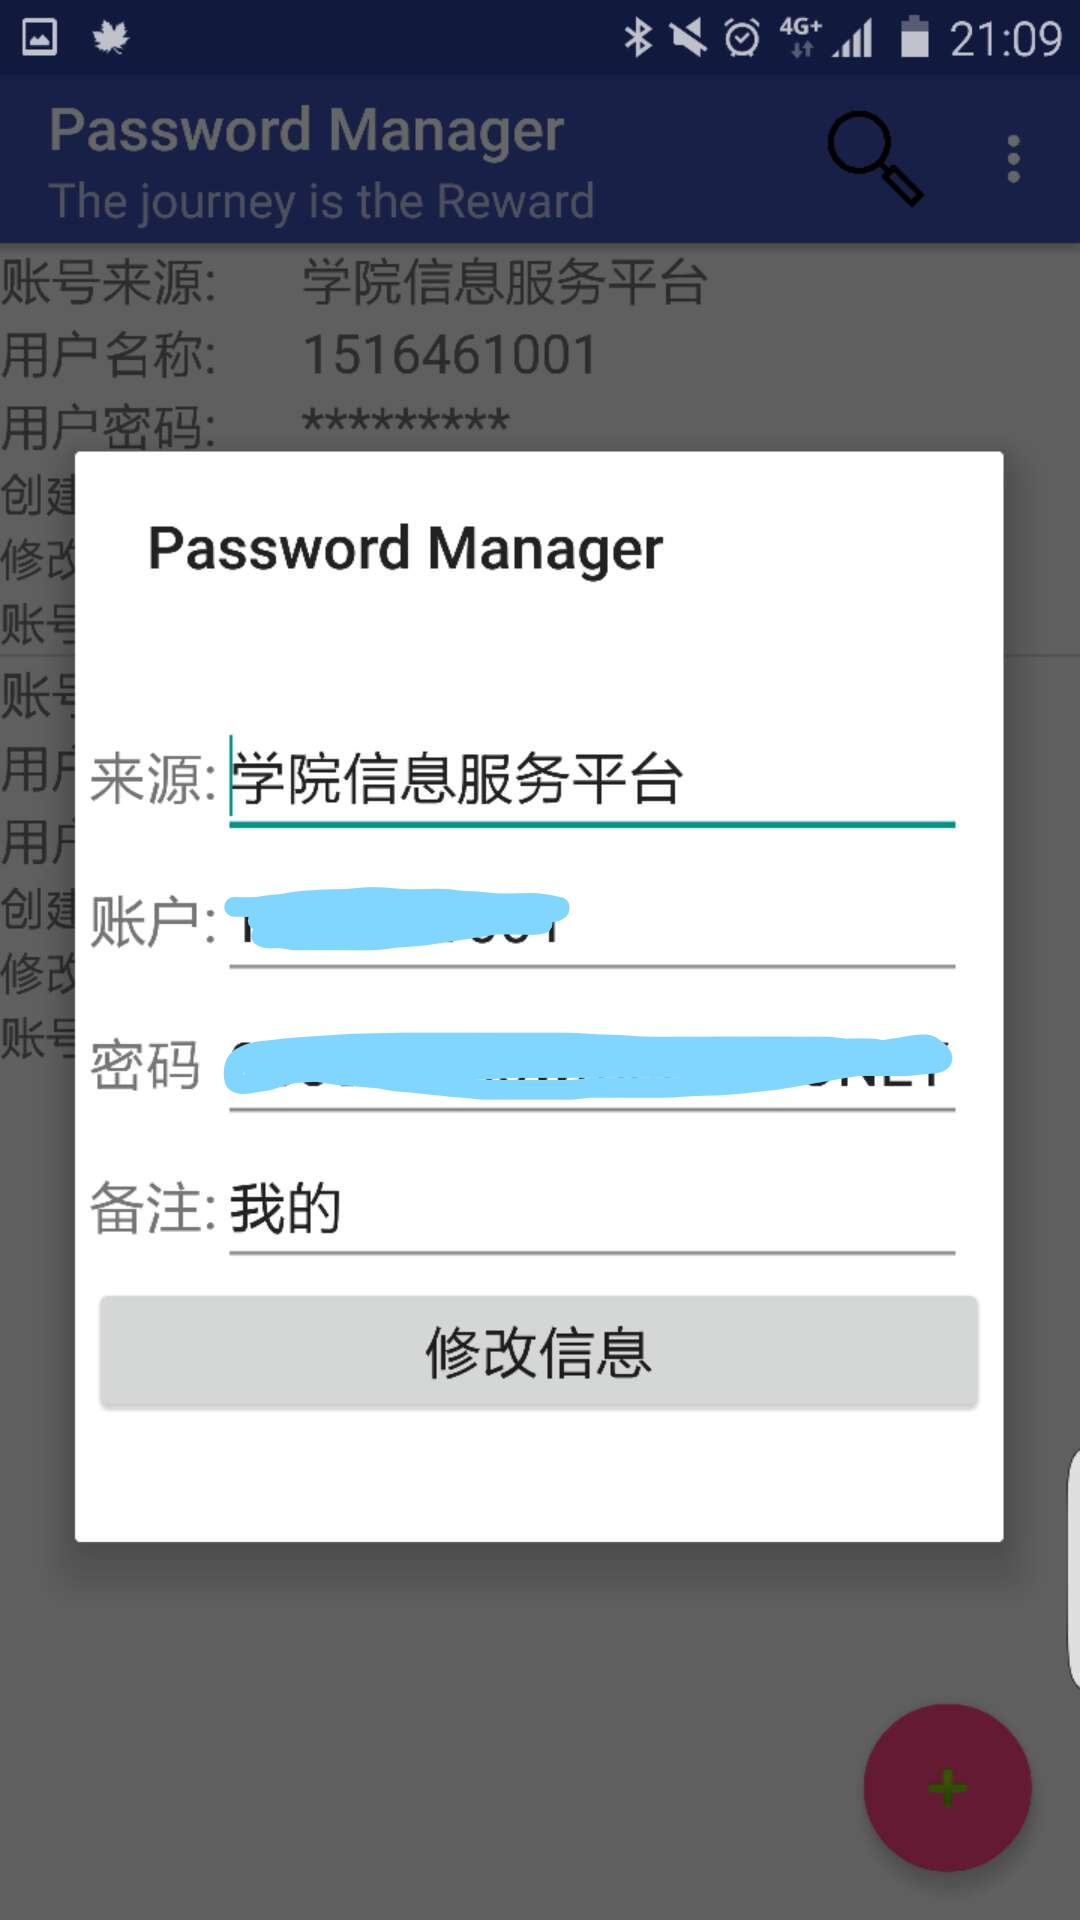 4G+ 21:09
Password Manager
The journey is the Reward
账号来源: 学院信息服务平台
用户名称: 1516461001
用户密码: *********
创建
修改
账号
Password Manager
账号
来源: 学院信息服务平台
用户
用户
账户:
创建
修改
账号
密码
备注: 我的
修改信息